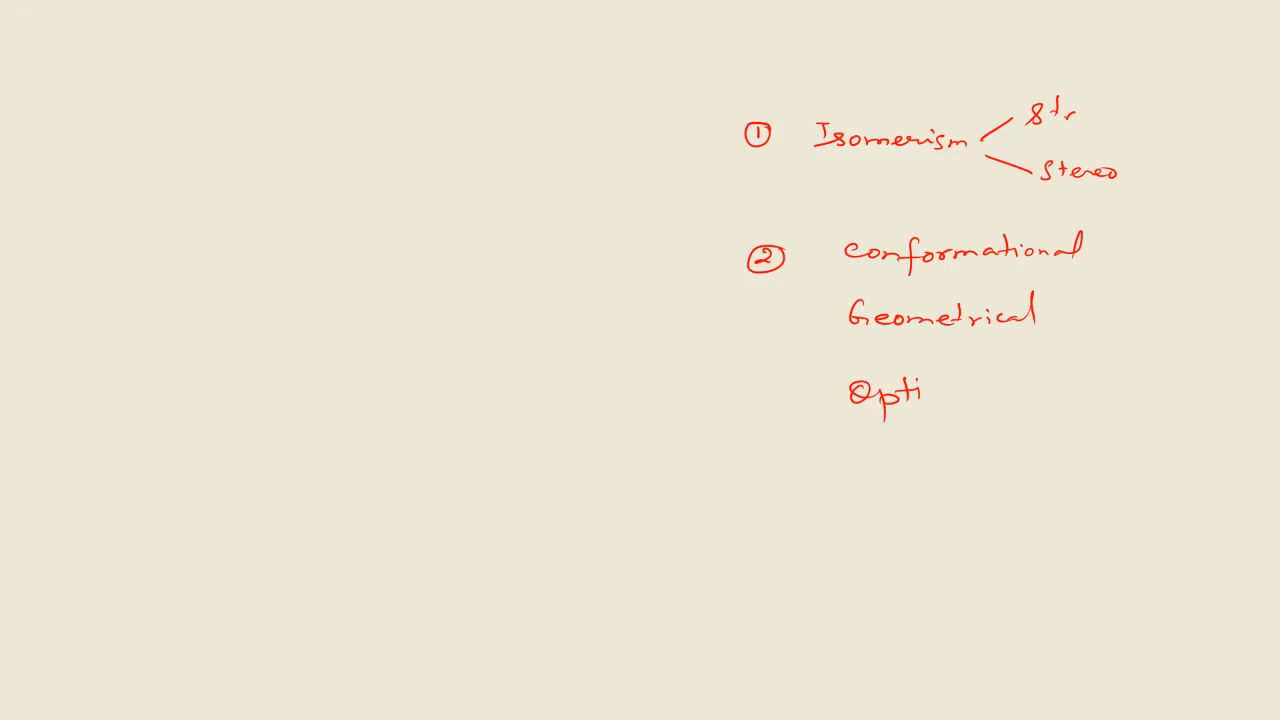 ① Isomerism Str
Stereo
② Conformational
Geometrical
Opti